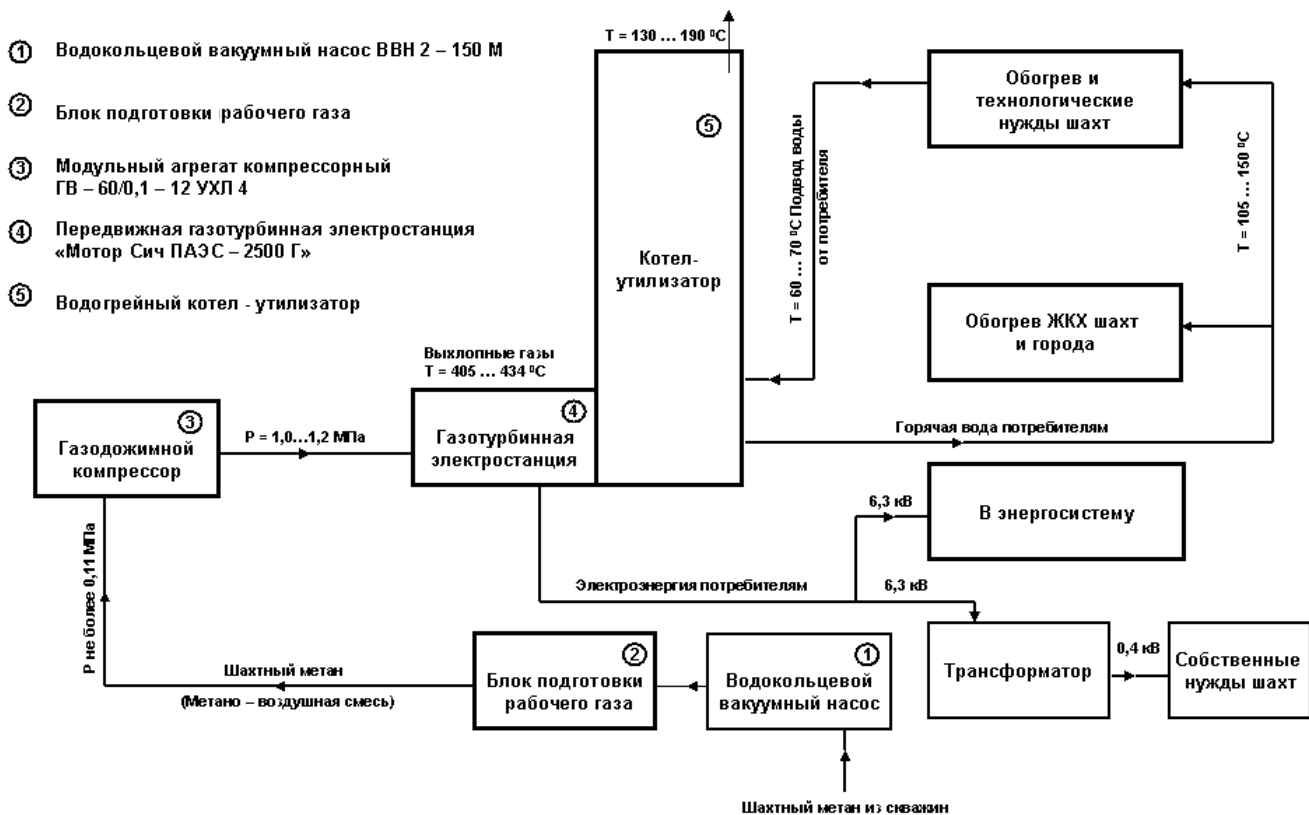 ① Водокольцевой вакуумный насос ВВН 2 – 150 М
② Блок подготовки рабочего газа
③ Модульный агрегат компрессорный
ГВ – 60/0,1 – 12 УХЛ 4
④ Передвижная газотурбинная электростанция
«Мотор Сич ПАЭС – 2500 Г»
⑤ Водогрейный котел - утилизатор
T = 130 ... 190 ⁰C
⑤
Котел-
утилизатор
T = 60 ... 70 ⁰C Подвод воды
от потребителя
Обогрев и
технологические
нужды шахт
T = 105 ... 150 ⁰C
Обогрев ЖКХ шахт
и города
Выхлопные газы
T = 405 ... 434 ⁰C
③
Газодожимной
компрессор
P = 1,0...1,2 МПа
④
Газотурбинная
электростанция
Горячая вода потребителям
6,3 кВ
В энергосистему
P не более 0,11 МПа
Электроэнергия потребителям
6,3 кВ
Шахтный метан
(Метано – воздушная смесь)
②
Блок подготовки
рабочего газа
①
Водокольцевой
вакуумный насос
Трансформатор
0,4 кВ
Собственные
нужды шахт
Шахтный метан из скважин